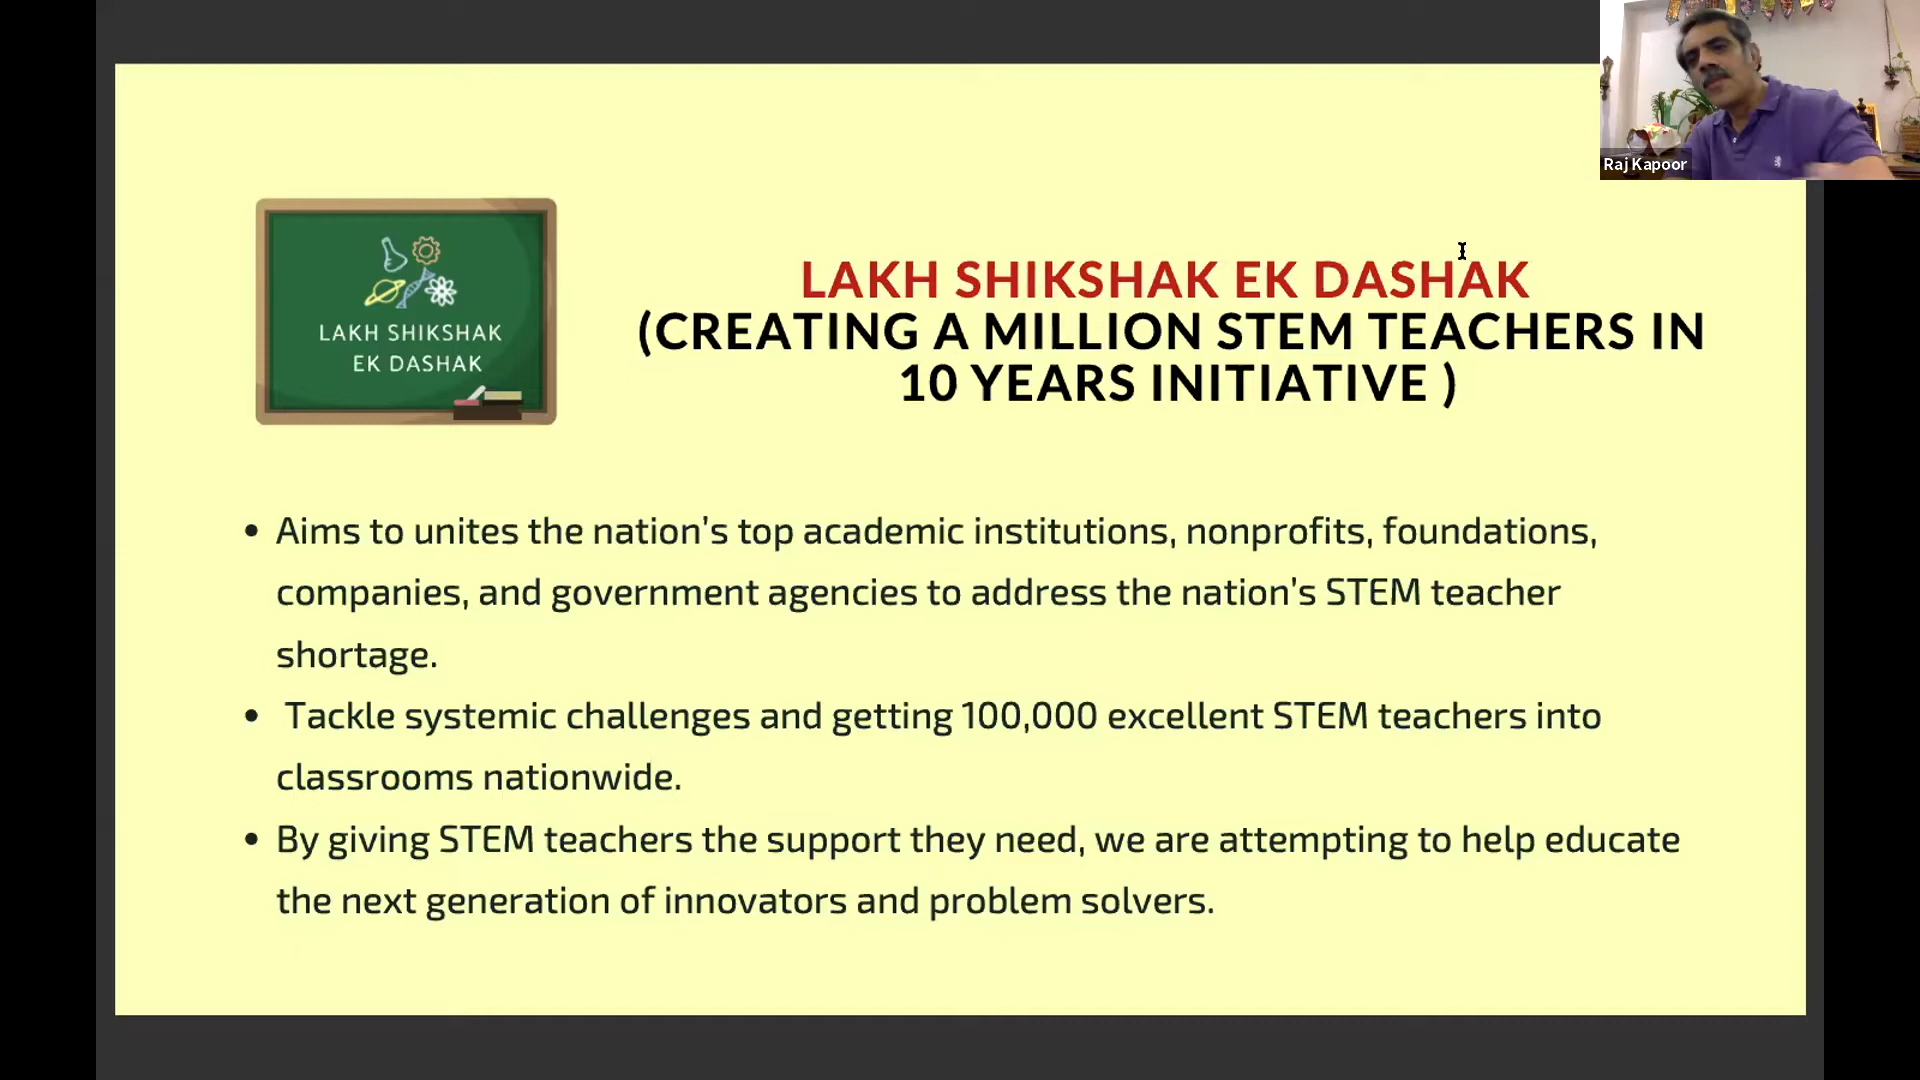 Raj Kapoor
LAKH SHIKSHAK
EK DASHAK
LAKH SHIKSHAK EK DASHAK
(CREATING A MILLION STEM TEACHERS IN
10 YEARS INITIATIVE )
• Aims to unites the nation's top academic institutions, nonprofits, foundations,
companies, and government agencies to address the nation's STEM teacher
shortage.
• Tackle systemic challenges and getting 100,000 excellent STEM teachers into
classrooms nationwide.
• By giving STEM teachers the support they need, we are attempting to help educate
the next generation of innovators and problem solvers.